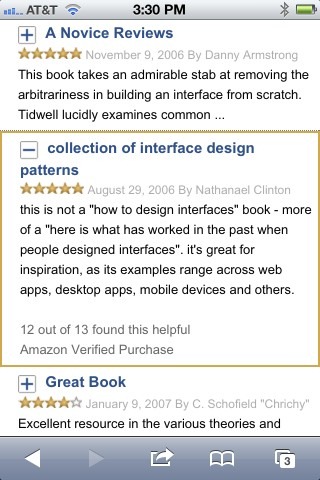 AT&T 3:30 PM
A Novice Reviews
November 9, 2006 By Danny Armstrong
This book takes an admirable stab at removing the
arbitrariness in building an interface from scratch.
Tidwell lucidly examines common ...
collection of interface design
patterns
August 29, 2006 By Nathanael Clinton
this is not a "how to design interfaces" book - more
of a "here is what has worked in the past when
people designed interfaces". it's great for
inspiration, as its examples range across web
apps, desktop apps, mobile devices and others.
12 out of 13 found this helpful
Amazon Verified Purchase
Great Book
January 9, 2007 By C. Schofield "Chrichy"
Excellent resource in the various theories and
3